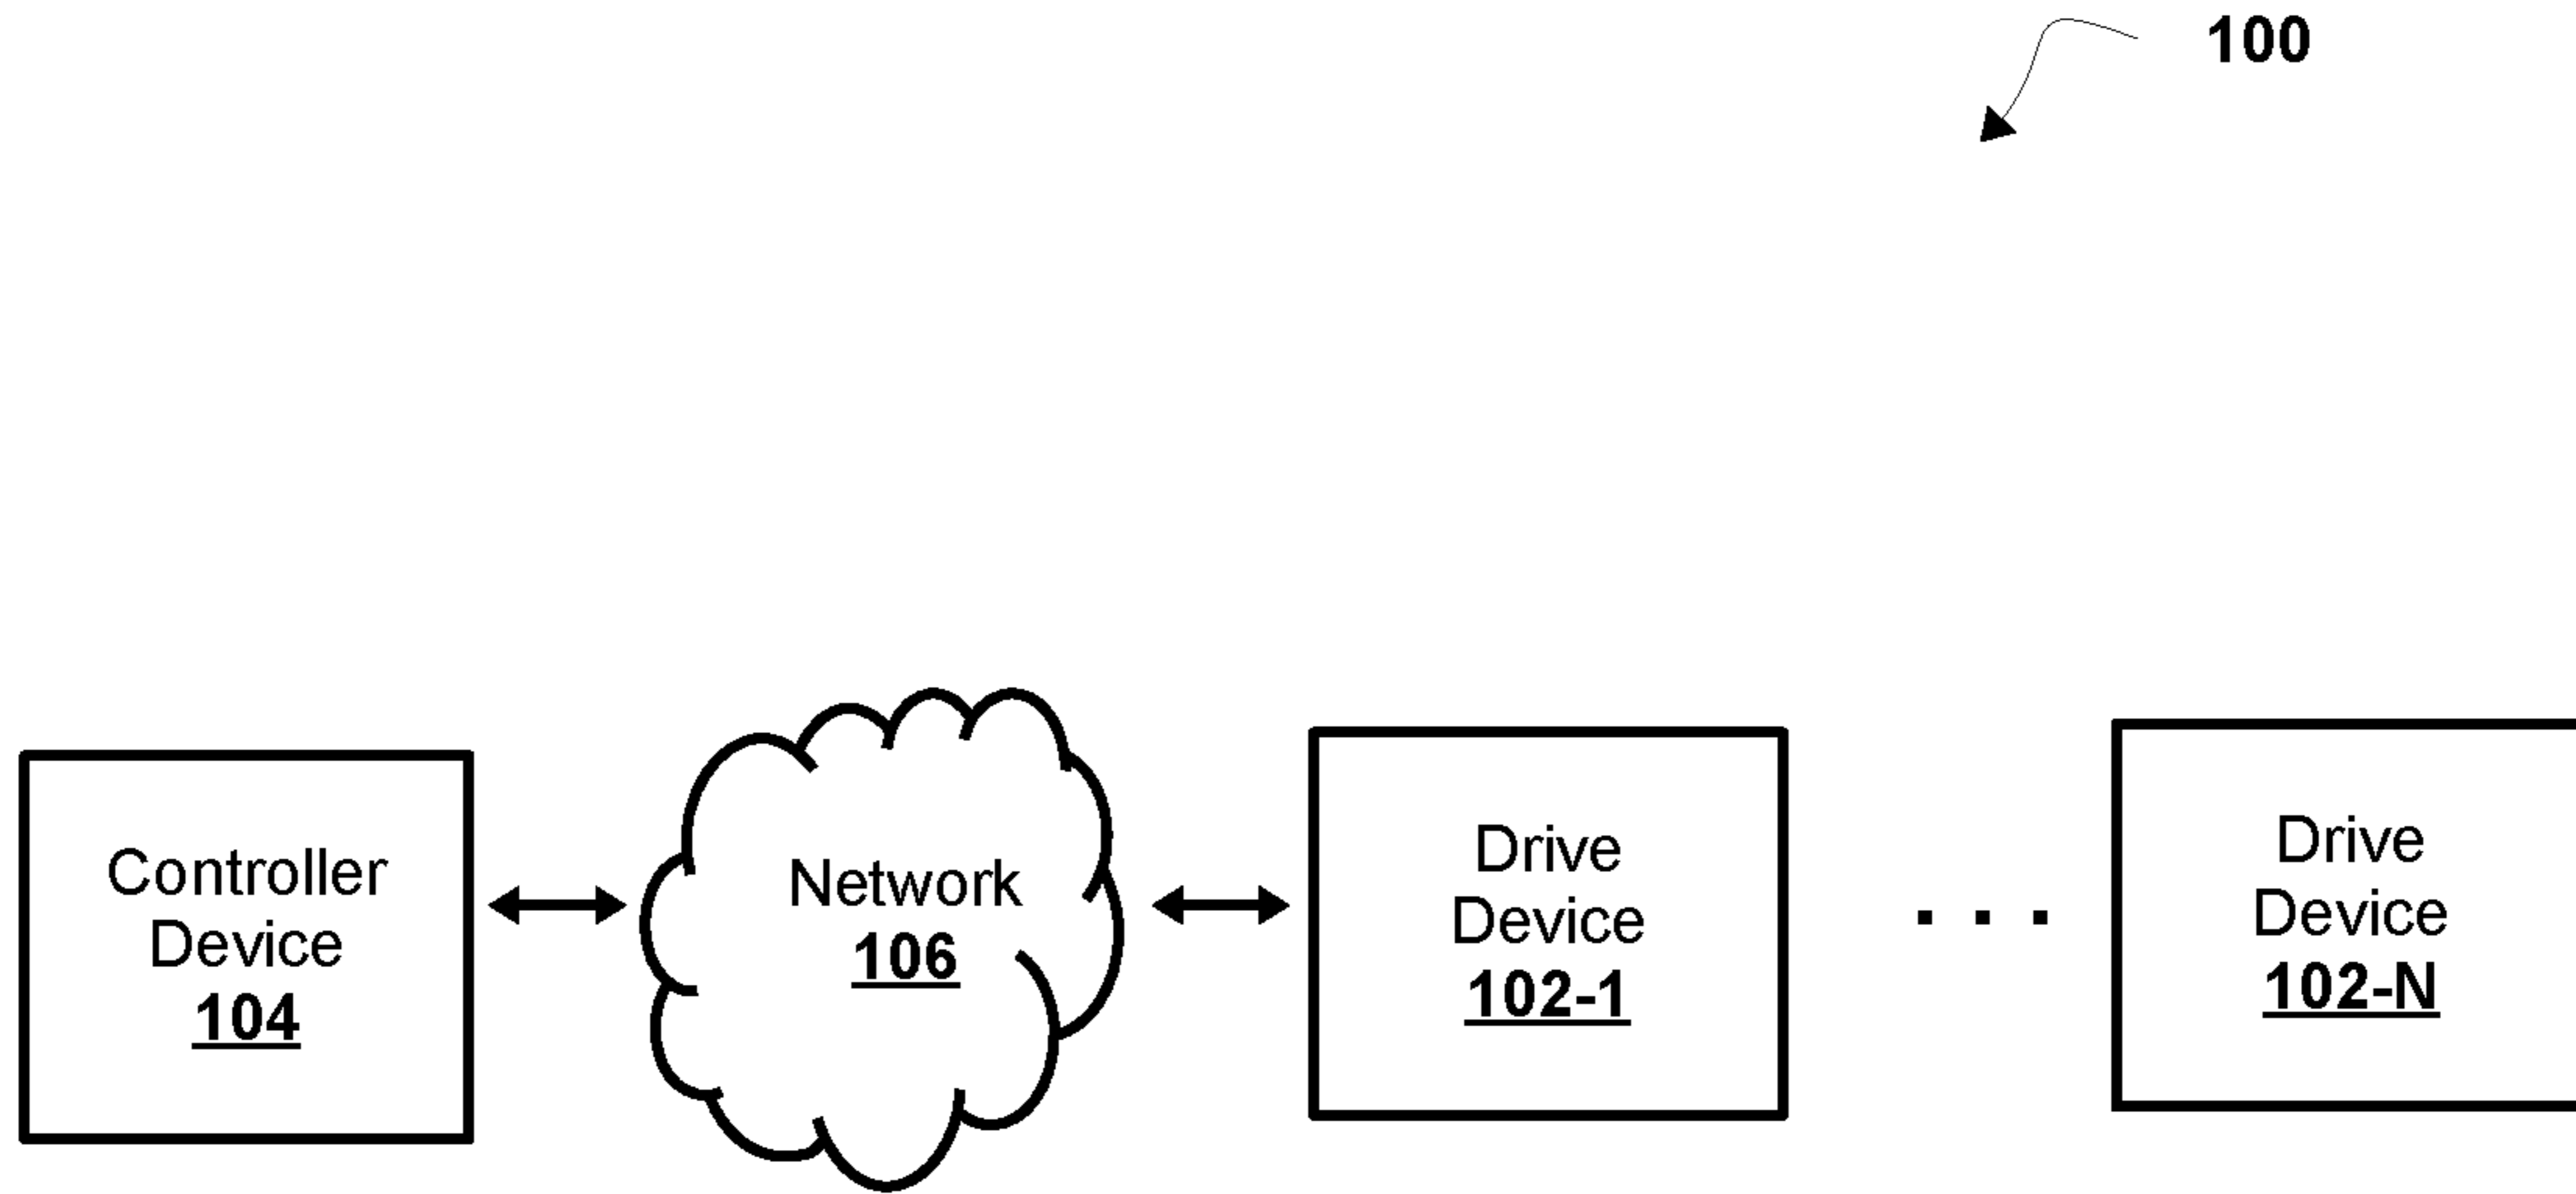 100
Controller
Device
104
Network
106
Drive
Device
102-1
. . .
Drive
Device
102-N